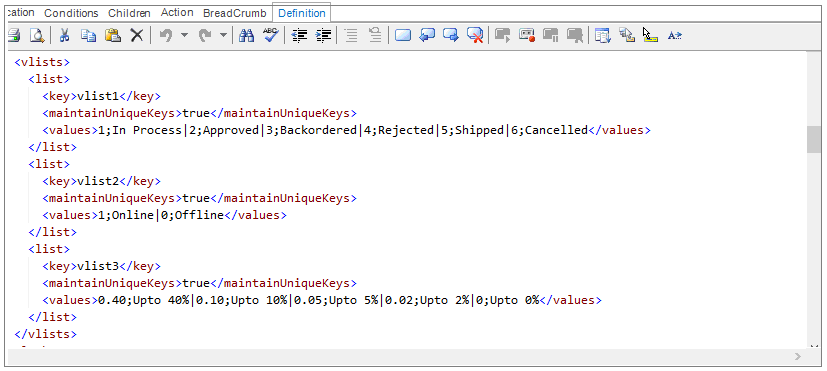 cation Conditions Children Action BreadCrumb Definition
ABC
A
<vlists>
<list>
<key>vlist1</key>
<maintainUniqueKeys>true</maintainUniqueKeys>
<values>1;In Process|2;Approved|3;Backordered|4;Rejected|5;Shipped|6;Cancelled</values>
</list>
<list>
<key>vlist2</key>
<maintainUniqueKeys>true</maintainUniqueKeys>
<values>1;Online|0;Offline</values>
</list>
<list>
<key>vlist3</key>
<maintainUniqueKeys>true</maintainUniqueKeys>
<values>0.40;Upto 40%|0.10;Upto 10%|0.05;Upto 5%|0.02;Upto 2%|0;Upto 0%</values>
</list>
</vlists>